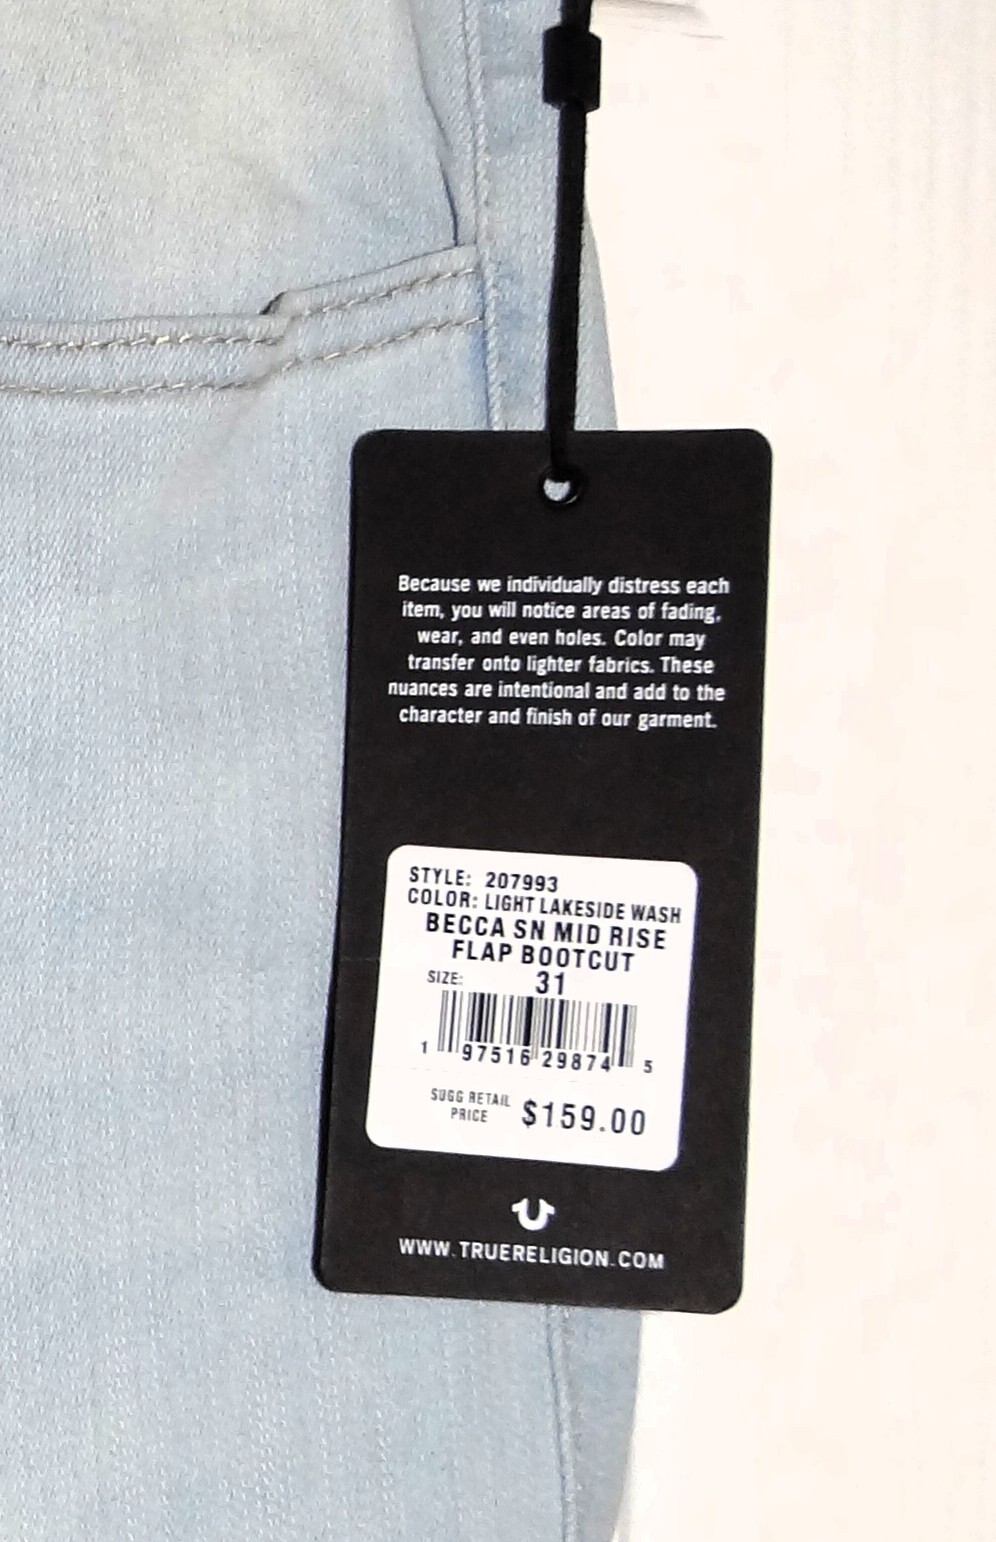 Because we individually distress each
item, you will notice areas of fading,
wear, and even holes. Color may
transfer onto lighter fabrics. These
nuances are intentional and add to the
character and finish of our garment.
STYLE: 207993
COLOR: LIGHT LAKESIDE WASH
BECCA SN MID RISE
FLAP BOOTCUT
SIZE: 31
1 97516 29874 5
SUGG RETAIL
PRICE $159.00
WWW.TRUERELIGION.COM